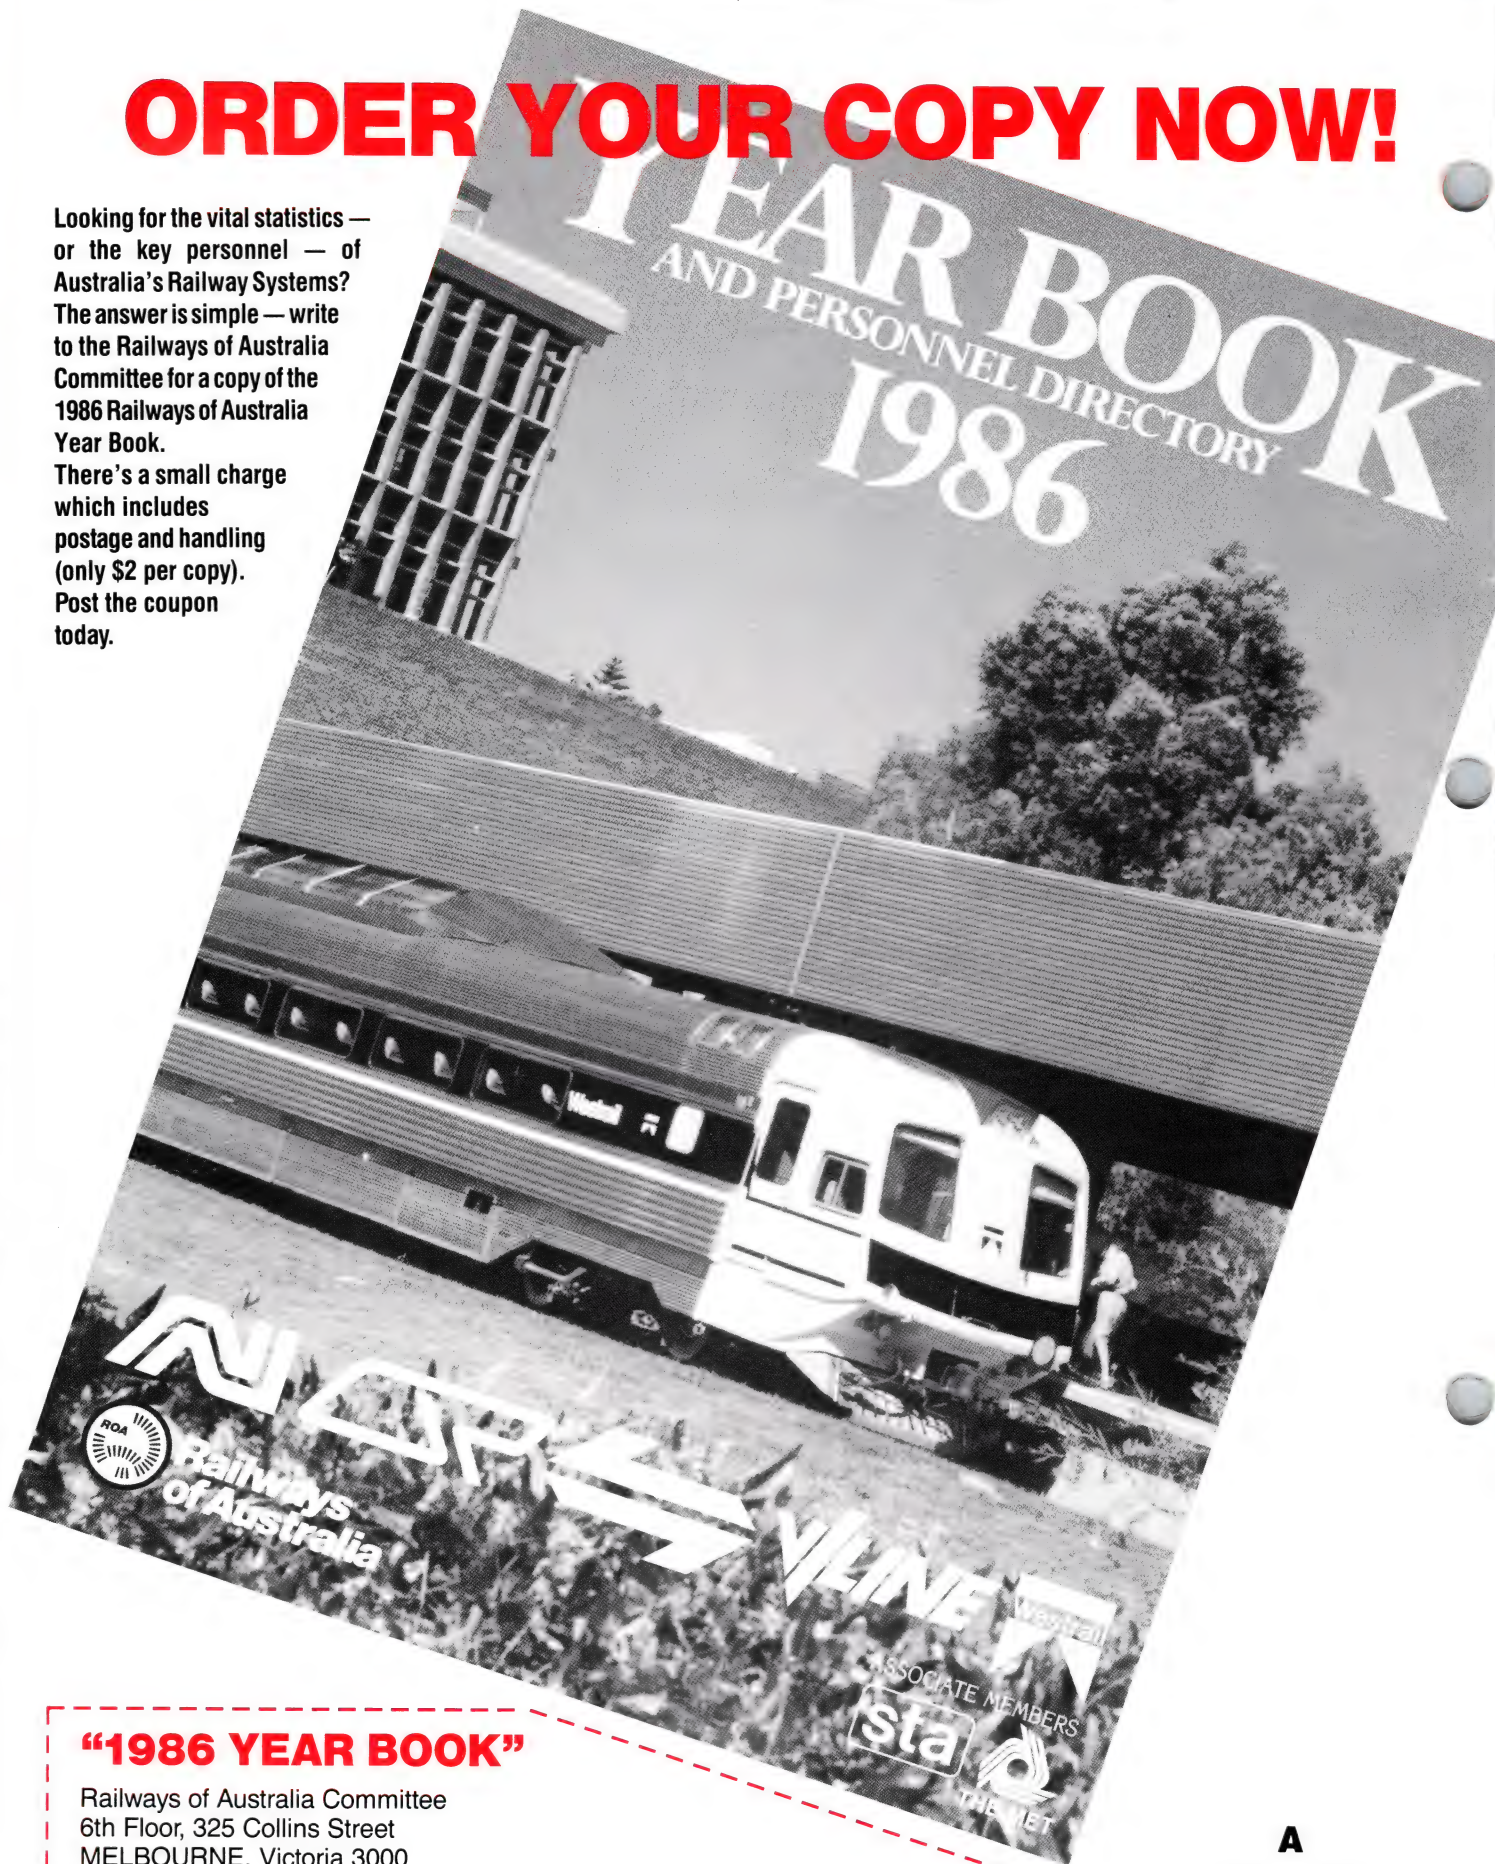 ORDER YOUR COPY NOW!
Looking for the vital statistics —
or the key personnel — of
Australia's Railway Systems?
The answer is simple — write
to the Railways of Australia
Committee for a copy of the
1986 Railways of Australia
Year Book.
There's a small charge
which includes
postage and handling
(only $2 per copy).
Post the coupon
today.
YEAR BOOK
AND PERSONNEL DIRECTORY
1986
Westrail
ROA
Railways
of Australia
V/LINE
Westrail
ASSOCIATE MEMBERS
sta
THE MET
“1986 YEAR BOOK”
Railways of Australia Committee
6th Floor, 325 Collins Street
MELBOURNE, Victoria 3000
A